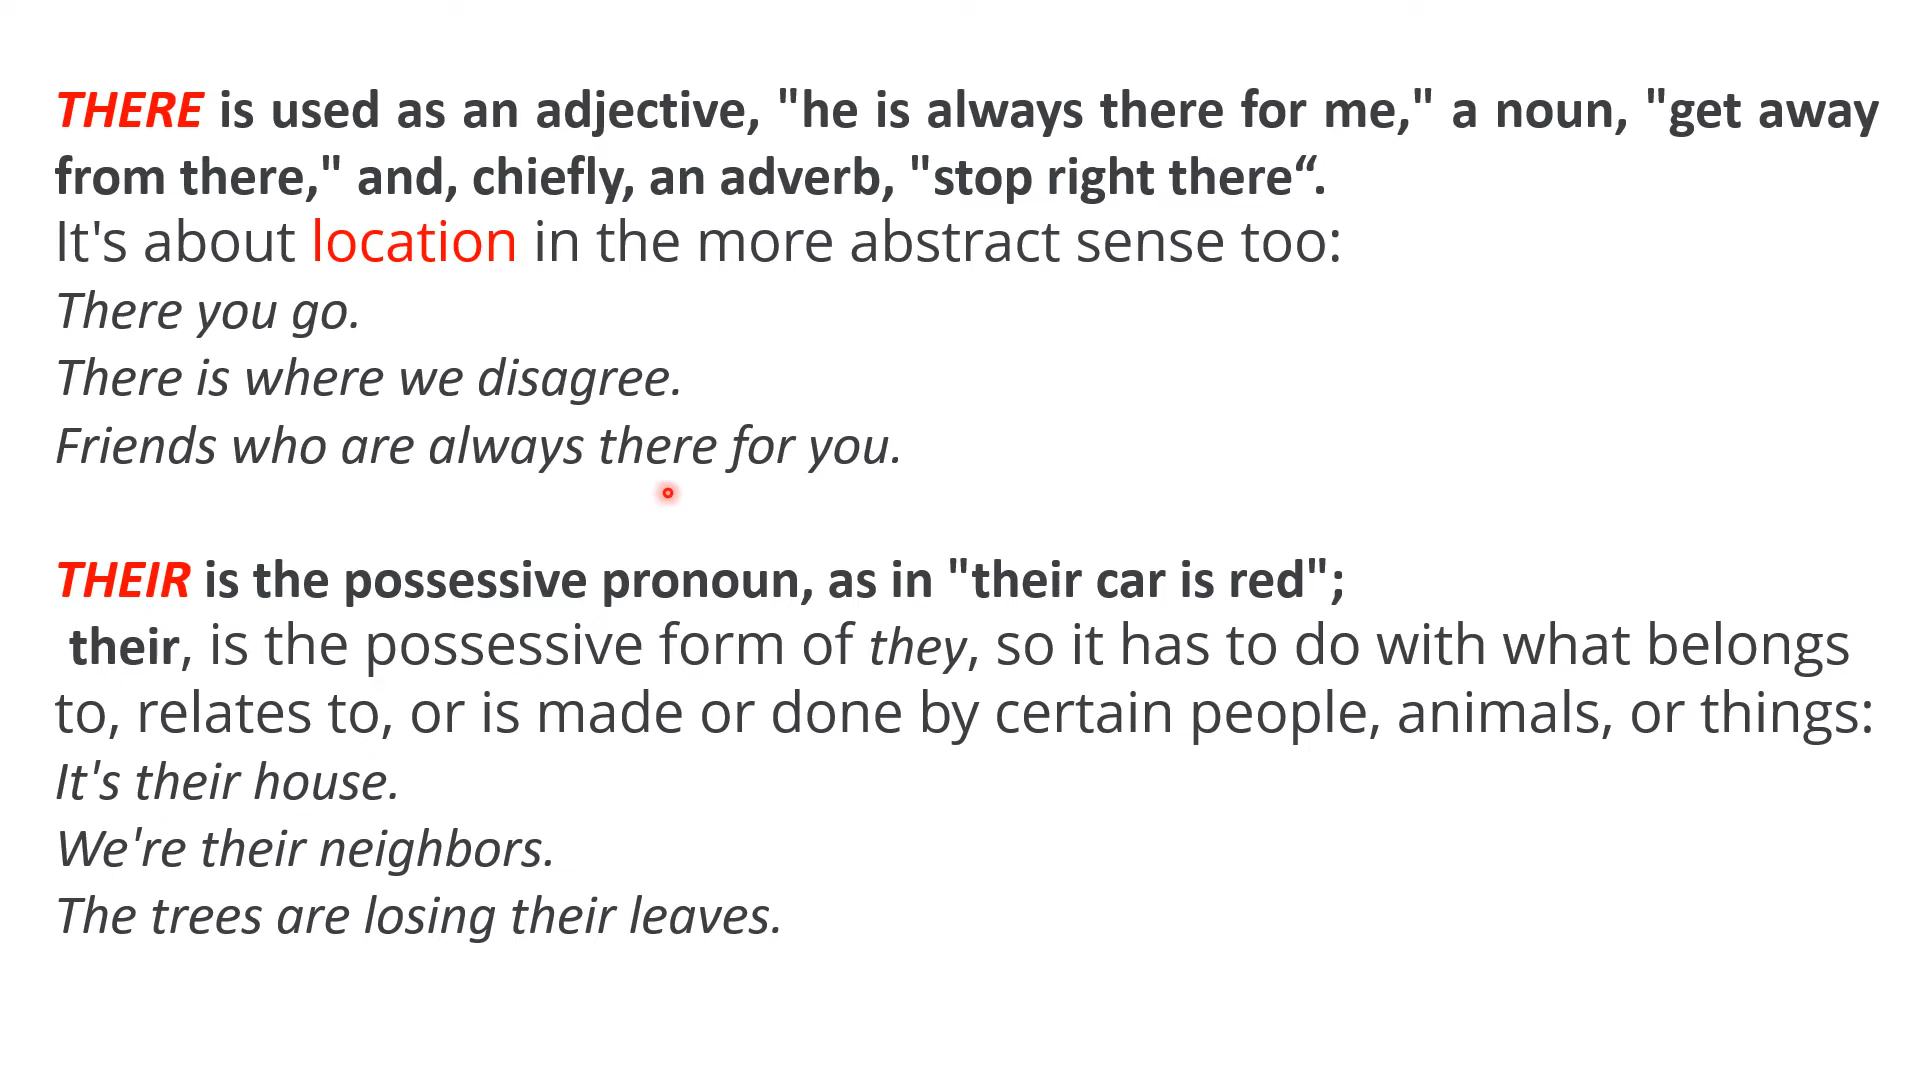 THERE is used as an adjective, "he is always there for me," a noun, "get away
from there," and, chiefly, an adverb, "stop right there“.
It's about location in the more abstract sense too:
There you go.
There is where we disagree.
Friends who are always there for you.
THEIR is the possessive pronoun, as in "their car is red";
their, is the possessive form of they, so it has to do with what belongs
to, relates to, or is made or done by certain people, animals, or things:
It's their house.
We're their neighbors.
The trees are losing their leaves.